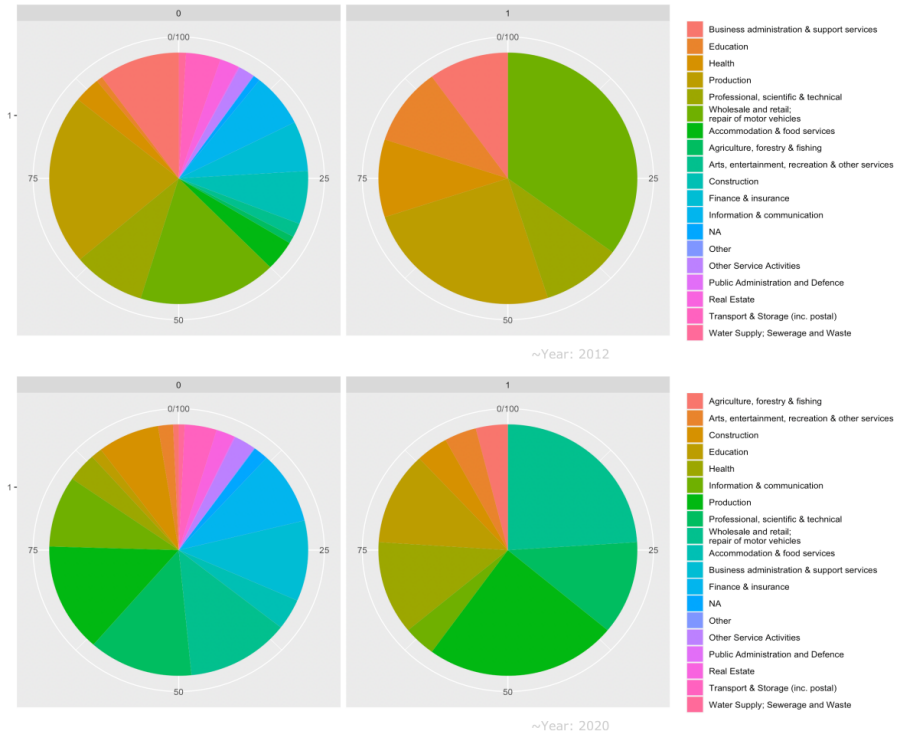 0
1
0/100
0/100
1
75
25
75
25
50
50
Business administration & support services
Education
Health
Production
Professional, scientific & technical
Wholesale and retail;
repair of motor vehicles
Accommodation & food services
Agriculture, forestry & fishing
Arts, entertainment, recreation & other services
Construction
Finance & insurance
Information & communication
NA
Other
Other Service Activities
Public Administration and Defence
Real Estate
Transport & Storage (inc. postal)
Water Supply; Sewerage and Waste
~Year: 2012
0
1
0/100
0/100
1
75
25
75
25
50
50
Agriculture, forestry & fishing
Arts, entertainment, recreation & other services
Construction
Education
Health
Information & communication
Production
Professional, scientific & technical
Wholesale and retail;
repair of motor vehicles
Accommodation & food services
Business administration & support services
Finance & insurance
NA
Other
Other Service Activities
Public Administration and Defence
Real Estate
Transport & Storage (inc. postal)
Water Supply; Sewerage and Waste
~Year: 2020